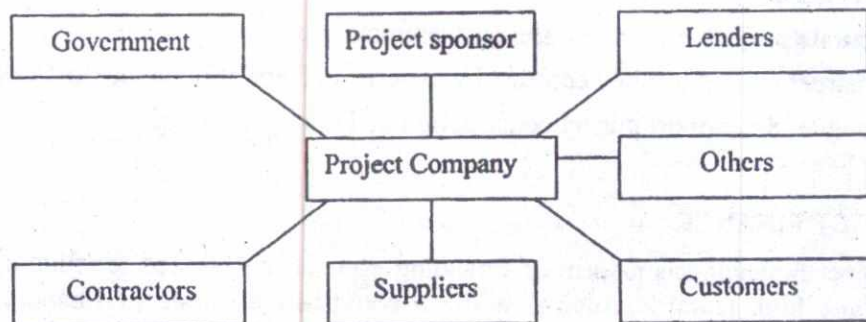 Government
Project sponsor
Lenders
Project Company
Others
Contractors
Suppliers
Customers